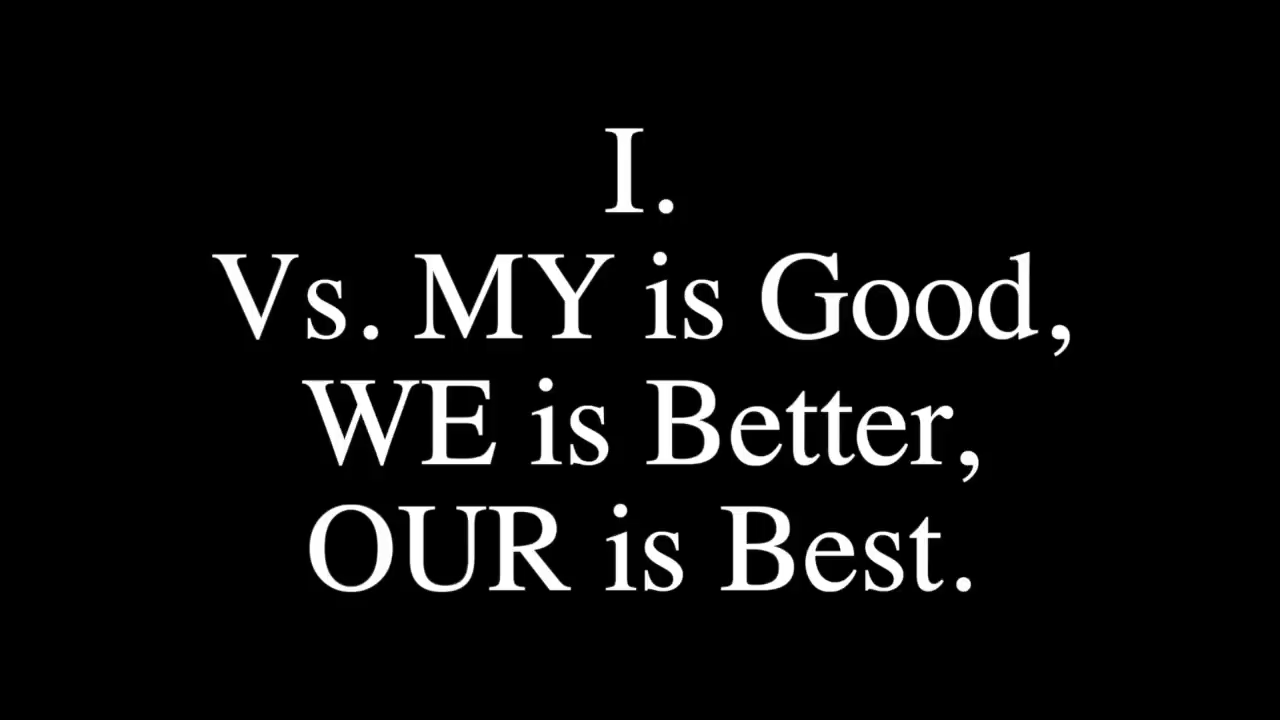 I.
Vs. MY is Good,
WE is Better,
OUR is Best.